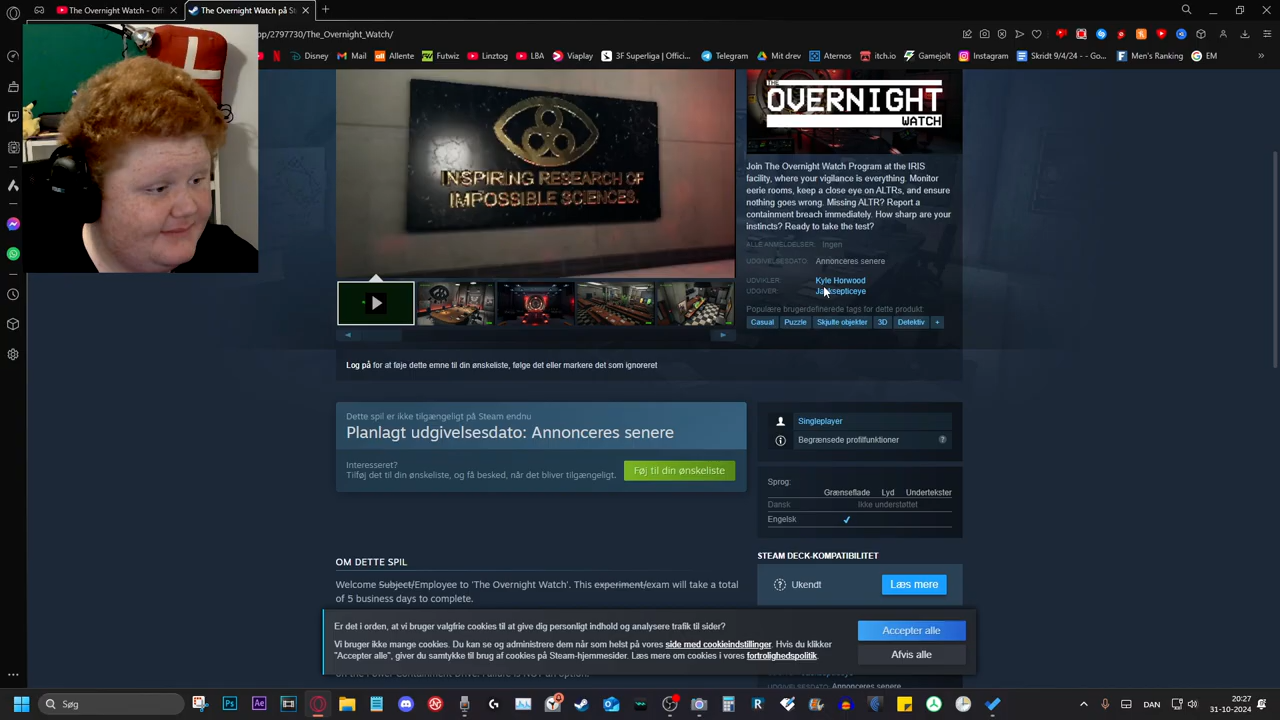 The Overnight Watch - Official
The Overnight Watch på St
pp/2797730/The_Overnight_Watch/
Disney
Mail
Allente
Futwiz
Linztog
LBA
Viaplay
3F Superliga | Offici...
Telegram
Mit drev
Aternos
itch.io
Gamejolt
Instagram
Skridt 9/4/24 - - Go...
Men's Ranking
EM
INSPIRING RESEARCH OF
IMPOSSIBLE SCIENCES.
THE
OVERNIGHT
WATCH
Join The Overnight Watch Program at the IRIS
facility, where your vigilance is everything. Monitor
eerie rooms, keep a close eye on ALTRs, and ensure
nothing goes wrong. Missing ALTR? Report a
containment breach immediately. How sharp are your
instincts? Ready to take the test?
ALLE ANMELDELSER: Ingen
UDGIVELSESDATO: Annonceres senere
UDVIKLER: Kyle Horwood
UDGIVER: Jacksepticeye
Populære brugerdefinerede tags for dette produkt:
Casual Puzzle Skjulte objekter 3D Detektiv +
Log på for at føje dette emne til din ønskeliste, følge det eller markere det som ignoreret
Dette spil er ikke tilgængeligt på Steam endnu
Planlagt udgivelsesdato: Annonceres senere
Interesseret?
Tilføj det til din ønskeliste, og få besked, når det bliver tilgængeligt.
Føj til din ønskeliste
Singleplayer
Begrænsede profilfunktioner ?
Sprog:
Grænseflade Lyd Undertekster
Dansk Ikke understøttet
Engelsk ✓
STEAM DECK-KOMPATIBILITET
Ukendt
Læs mere
OM DETTE SPIL
Welcome Subject/Employee to 'The Overnight Watch'. This experiment/exam will take a total
of 5 business days to complete.
Er det i orden, at vi bruger valgfrie cookies til at give dig personligt indhold og analysere trafik til sider?
Vi bruger ikke mange cookies. Du kan se og administrere dem når som helst på vores side med cookieindstillinger. Hvis du klikker
"Accepter alle", giver du samtykke til brug af cookies på Steam-hjemmesider. Læs mere om cookies i vores fortrolighedspolitik.
Accepter alle
Afvis alle
UDGIVELSESDATO: Annonceres senere
Søg
DAN
20:27
31-10-2024